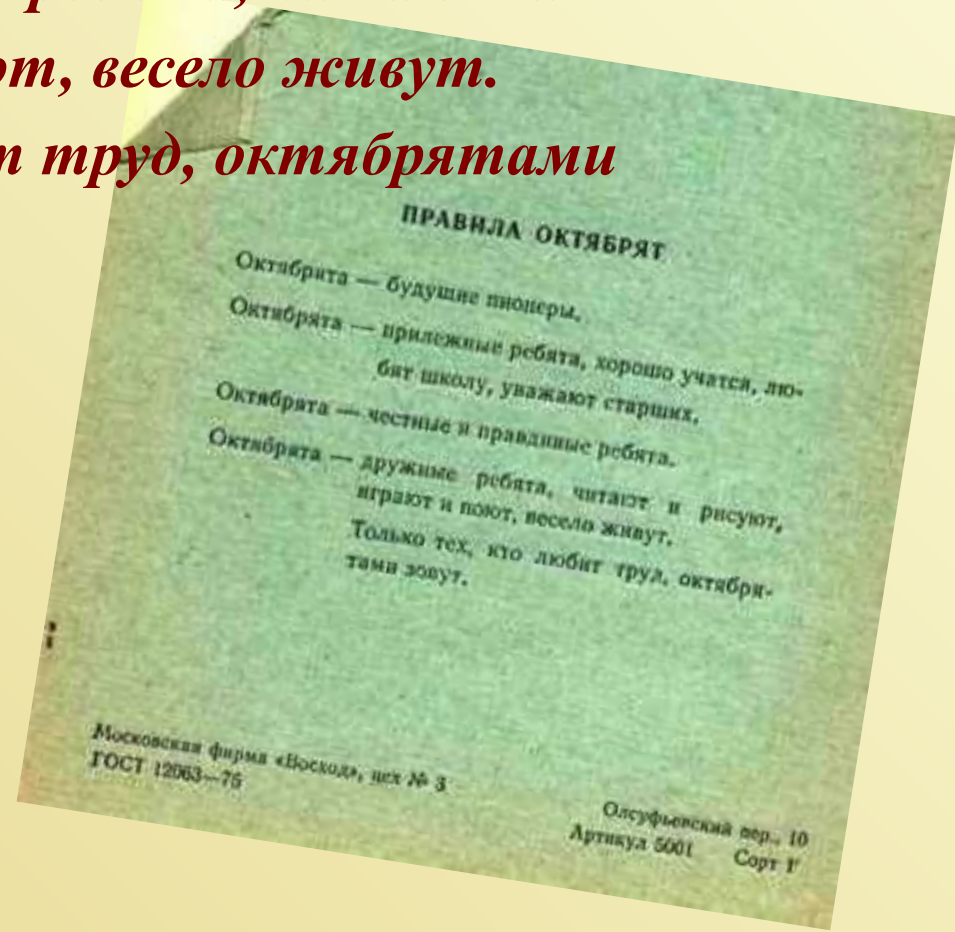 от, весело живут.
т труд, октябрятами
ПРАВИЛА ОКТЯБРЯТ
Октябрята — будущие пионеры.
Октябрята — прилежные ребята, хорошо учатся, лю-
бят школу, уважают старших.
Октябрята — честные и правдивые ребята.
Октябрята — дружные ребята, читают и рисуют,
играют и поют, весело живут.
Только тех, кто любит труд, октября-
тами зовут.
Московская фирма «Восход», цех № 3
ГОСТ 12063—75
Олсуфьевский пер., 10
Артикул 5001 Сорт 1